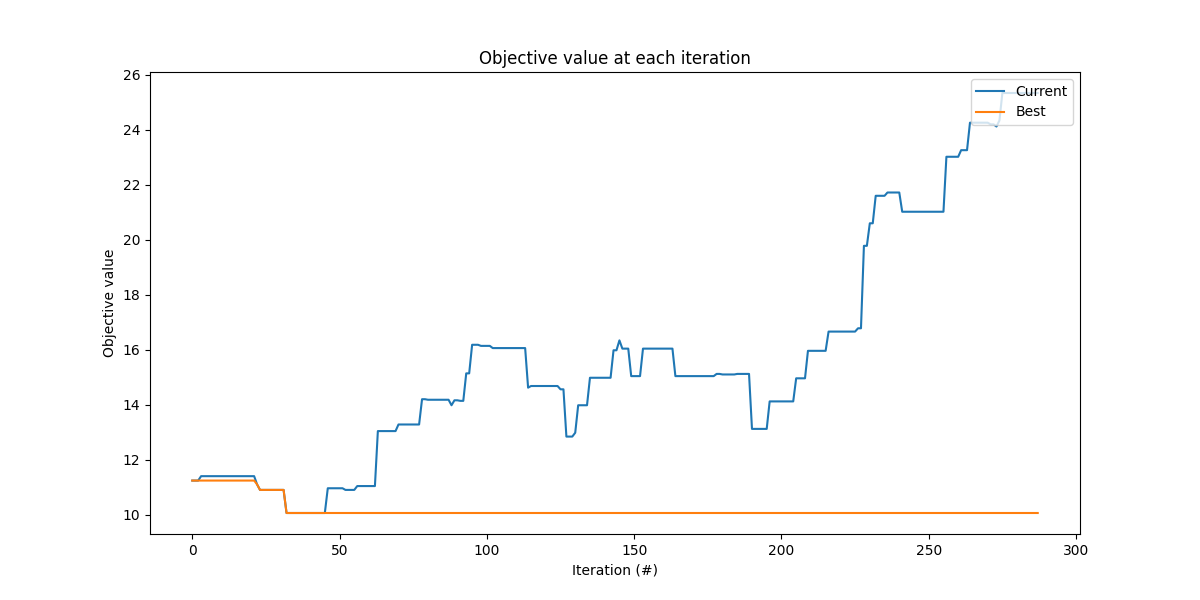 Objective value at each iteration
26
24
22
20
18
16
14
12
10
Objective value
Current
Best
0 50 100 150 200 250 300
Iteration (#)